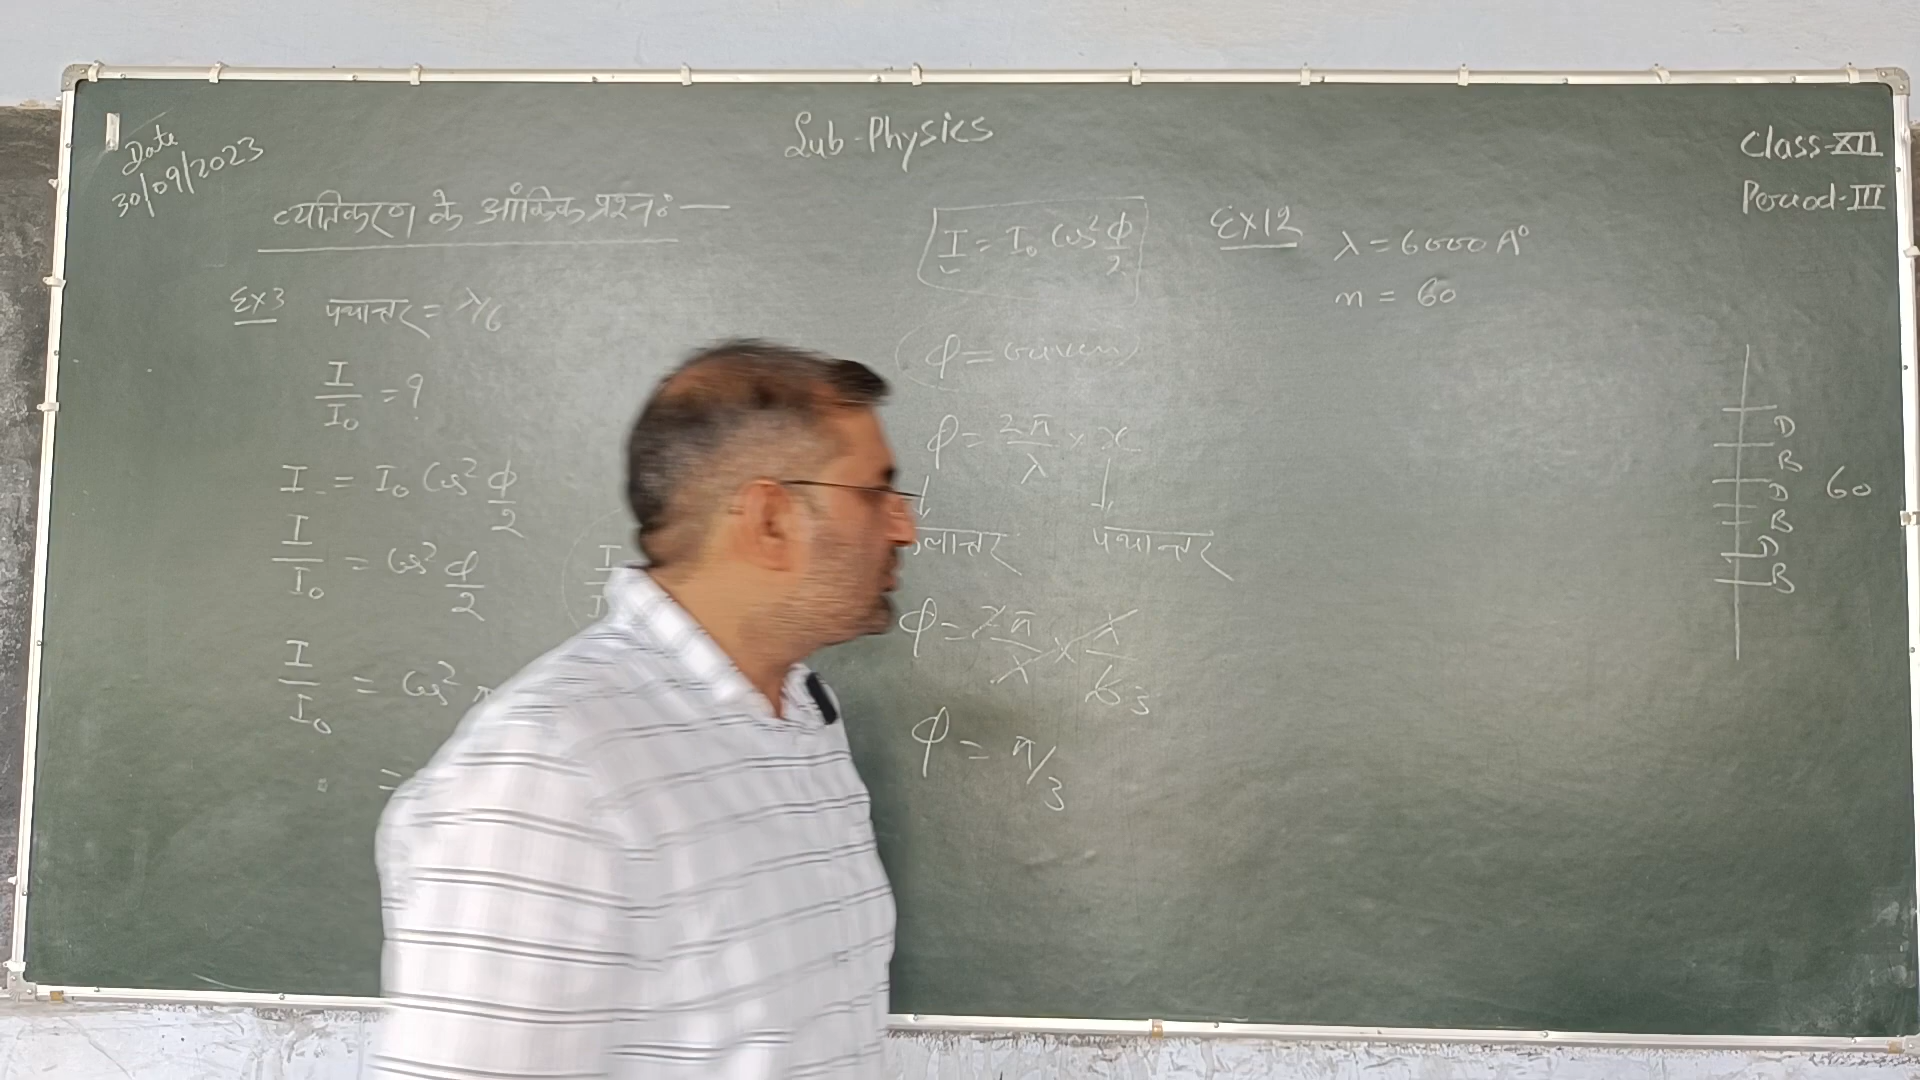 Date
30/09/2023
Sub-Physics
Class-XII
Period-III
व्यतिकरण के आंकिक प्रश्न:—
Ex3 पथान्तर = λ/6
I/I₀ = ?
I = I₀ Cos² ϕ/2
I/I₀ = Cos² ϕ/2
I/I₀ = Cos²
=
I = I₀ Cos² ϕ/2
ϕ =
ϕ = 2π/λ × x
पथान्तर
ϕ = 2π/λ × λ/6 3
ϕ = π/3
Ex12 λ = 6000 A°
n = 60
D
B
D
B
D
B
60